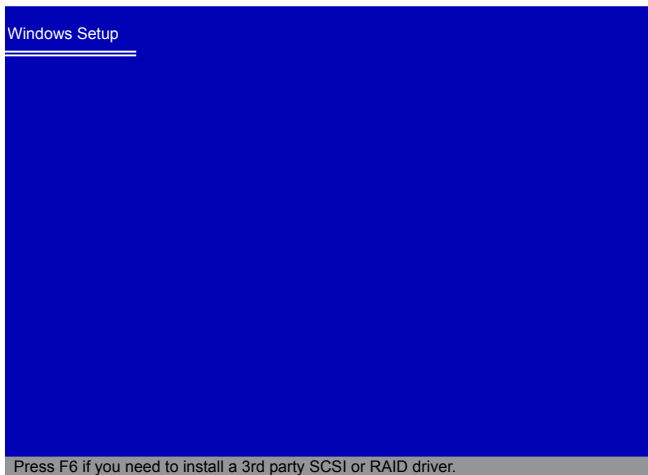 Windows Setup
Press F6 if you need to install a 3rd party SCSI or RAID driver.